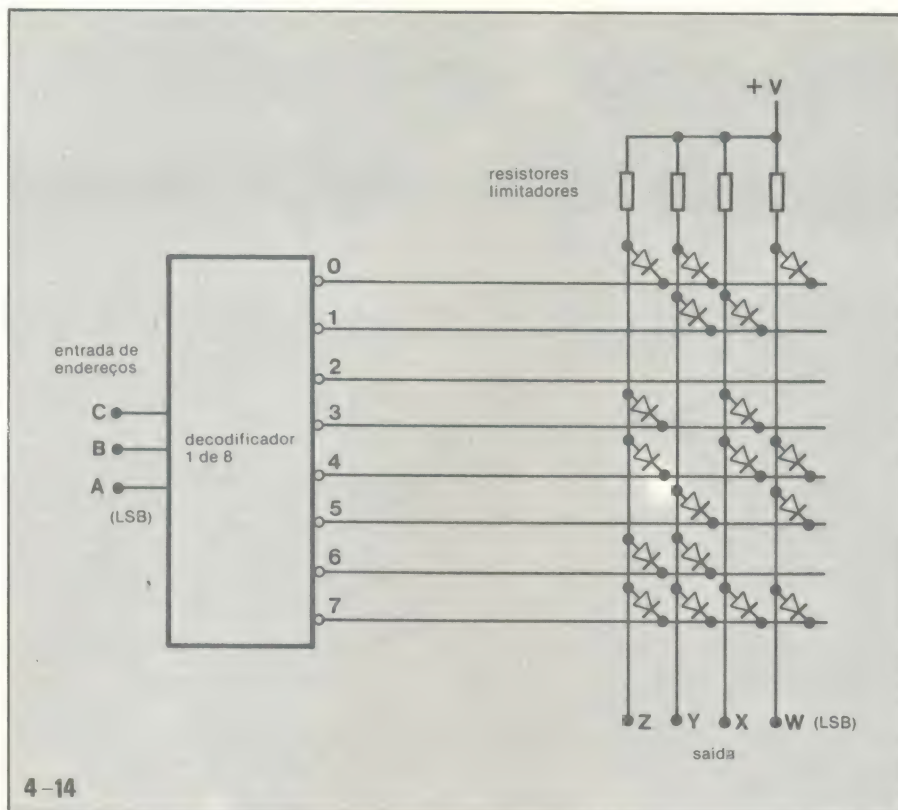 + V
resistores
limitadores
0
1
entrada de
endereços
2
3
C
decodificador
1 de 8
B
4
A
(LSB)
5
6
7
Z Y X W (LSB)
saída
4-14